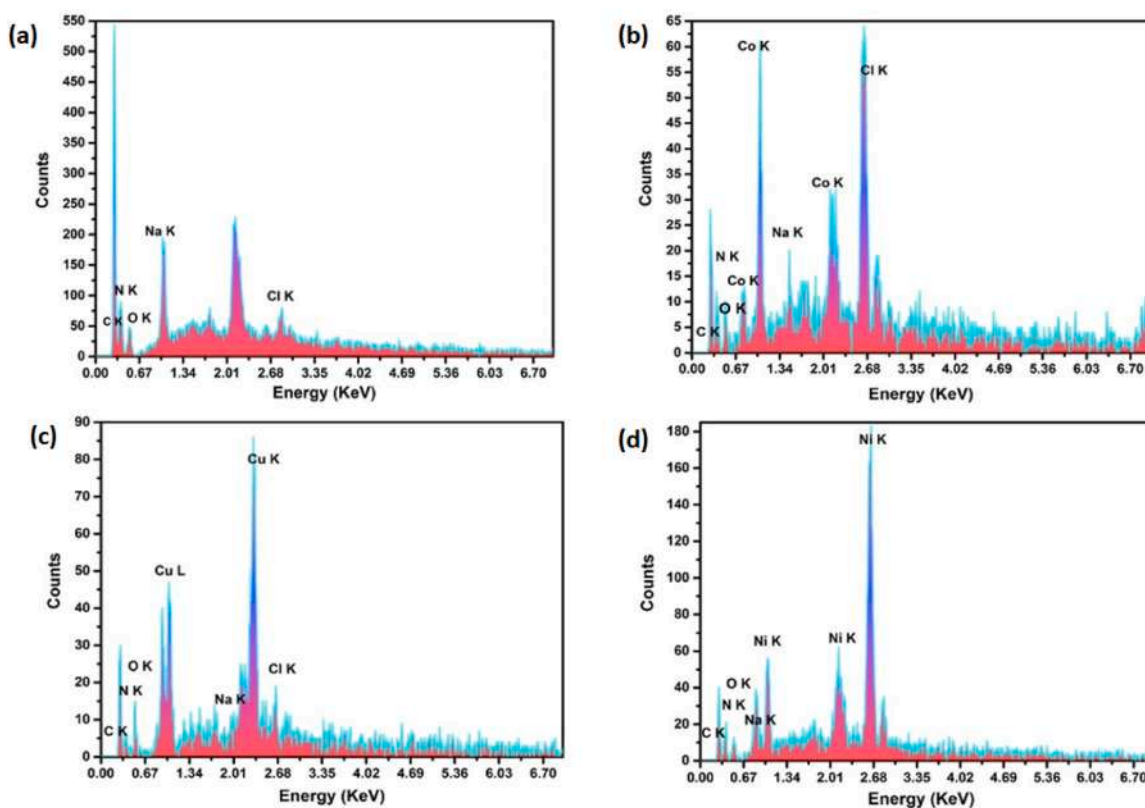 (a)
550
500
450
400
350
300
250
200
150
100
50
0
Counts
C K
N K
O K
Na K
Cl K
0.00 0.67 1.34 2.01 2.68 3.35 4.02 4.69 5.36 6.03 6.70
Energy (KeV)
(b)
65
60
55
50
45
40
35
30
25
20
15
10
5
0
Counts
Co K
Cl K
Co K
Na K
N K
Co K
O K
C K
0.00 0.67 1.34 2.01 2.68 3.35 4.02 4.69 5.36 6.03 6.70
Energy (KeV)
(c)
90
80
70
60
50
40
30
20
10
0
Counts
Cu K
Cu L
O K
N K
C K
Na K
Cl K
0.00 0.67 1.34 2.01 2.68 3.35 4.02 4.69 5.36 6.03 6.70
Energy (KeV)
(d)
180
160
140
120
100
80
60
40
20
0
Counts
Ni K
Ni K
Ni K
O K
N K
Na K
C K
0.00 0.67 1.34 2.01 2.68 3.35 4.02 4.69 5.36 6.03 6.70
Energy (KeV)